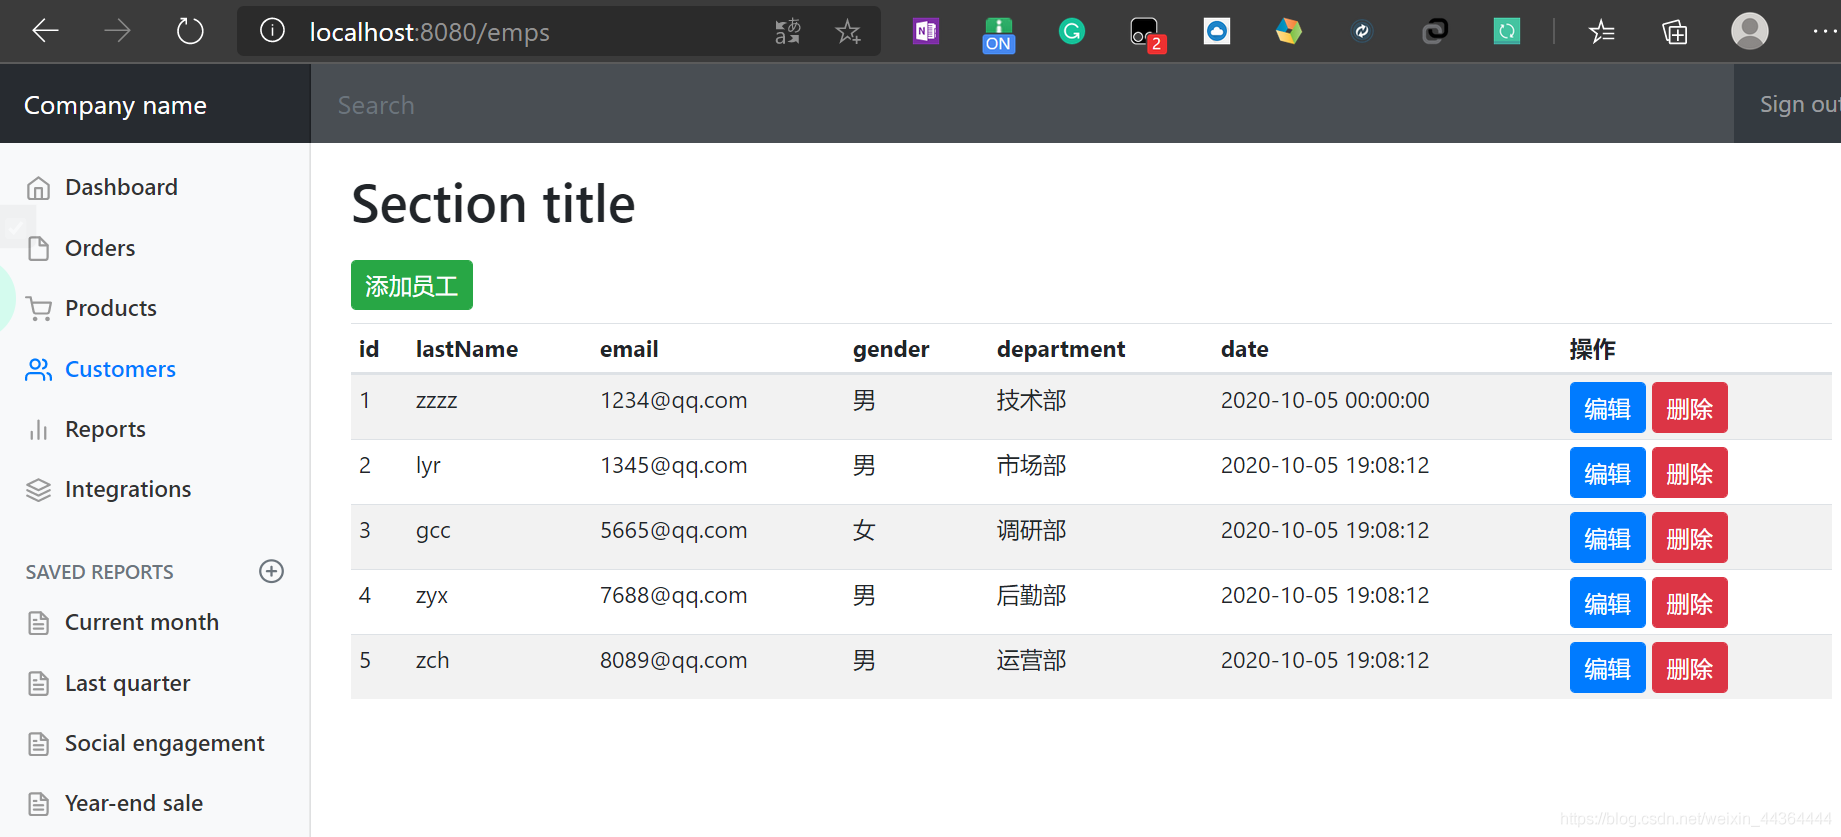 localhost:8080/emps
ON
2
Company name
Search
Sign out
Dashboard
Orders
Products
Customers
Reports
Integrations
SAVED REPORTS
Current month
Last quarter
Social engagement
Year-end sale
Section title
添加员工
id lastName email gender department date 操作
1 zzzz 1234@qq.com 男 技术部 2020-10-05 00:00:00 编辑 删除
2 lyr 1345@qq.com 男 市场部 2020-10-05 19:08:12 编辑 删除
3 gcc 5665@qq.com 女 调研部 2020-10-05 19:08:12 编辑 删除
4 zyx 7688@qq.com 男 后勤部 2020-10-05 19:08:12 编辑 删除
5 zch 8089@qq.com 男 运营部 2020-10-05 19:08:12 编辑 删除
https://blog.csdn.net/weixin_44364444